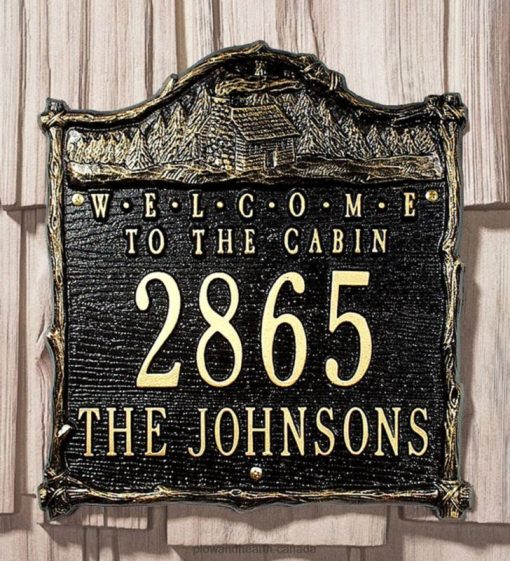 W·E·L·C·O·M·E
TO THE CABIN
2865
THE JOHNSONS
plowandhearth-canada